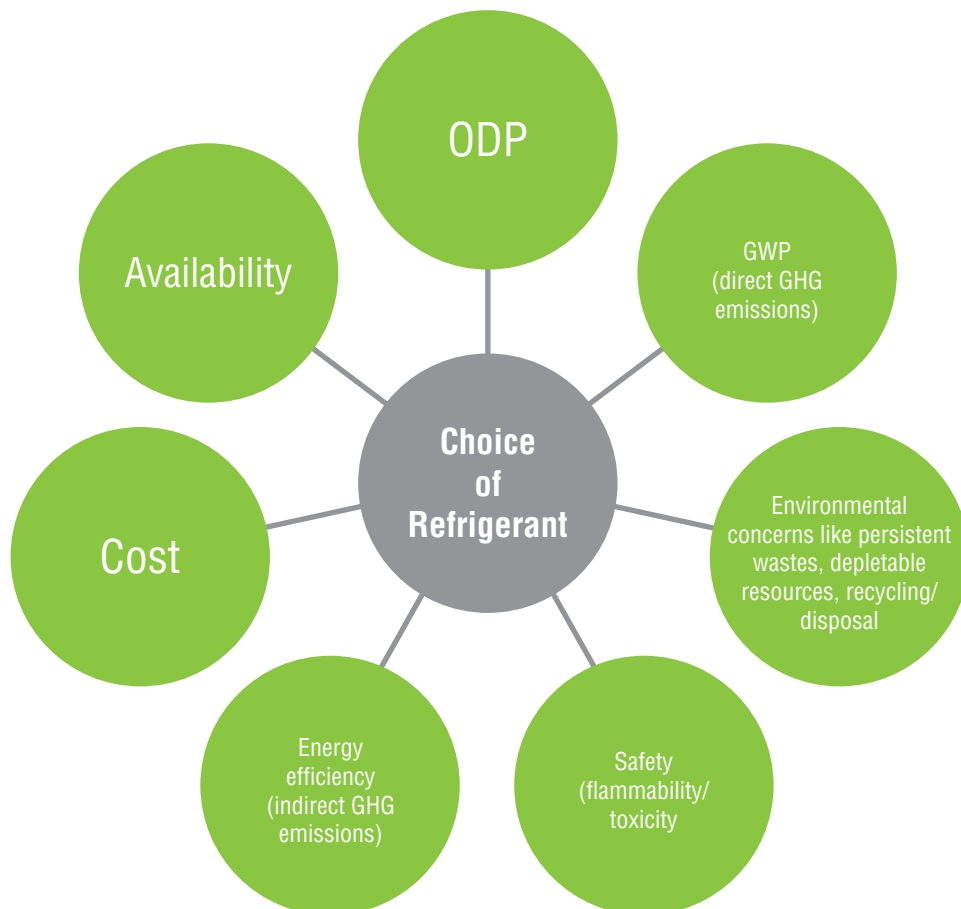 ODP
GWP
(direct GHG
emissions)
Environmental
concerns like persistent
wastes, depletable
resources, recycling/
disposal
Safety
(flammability/
toxicity
Energy
efficiency
(indirect GHG
emissions)
Cost
Availability
Choice
of
Refrigerant